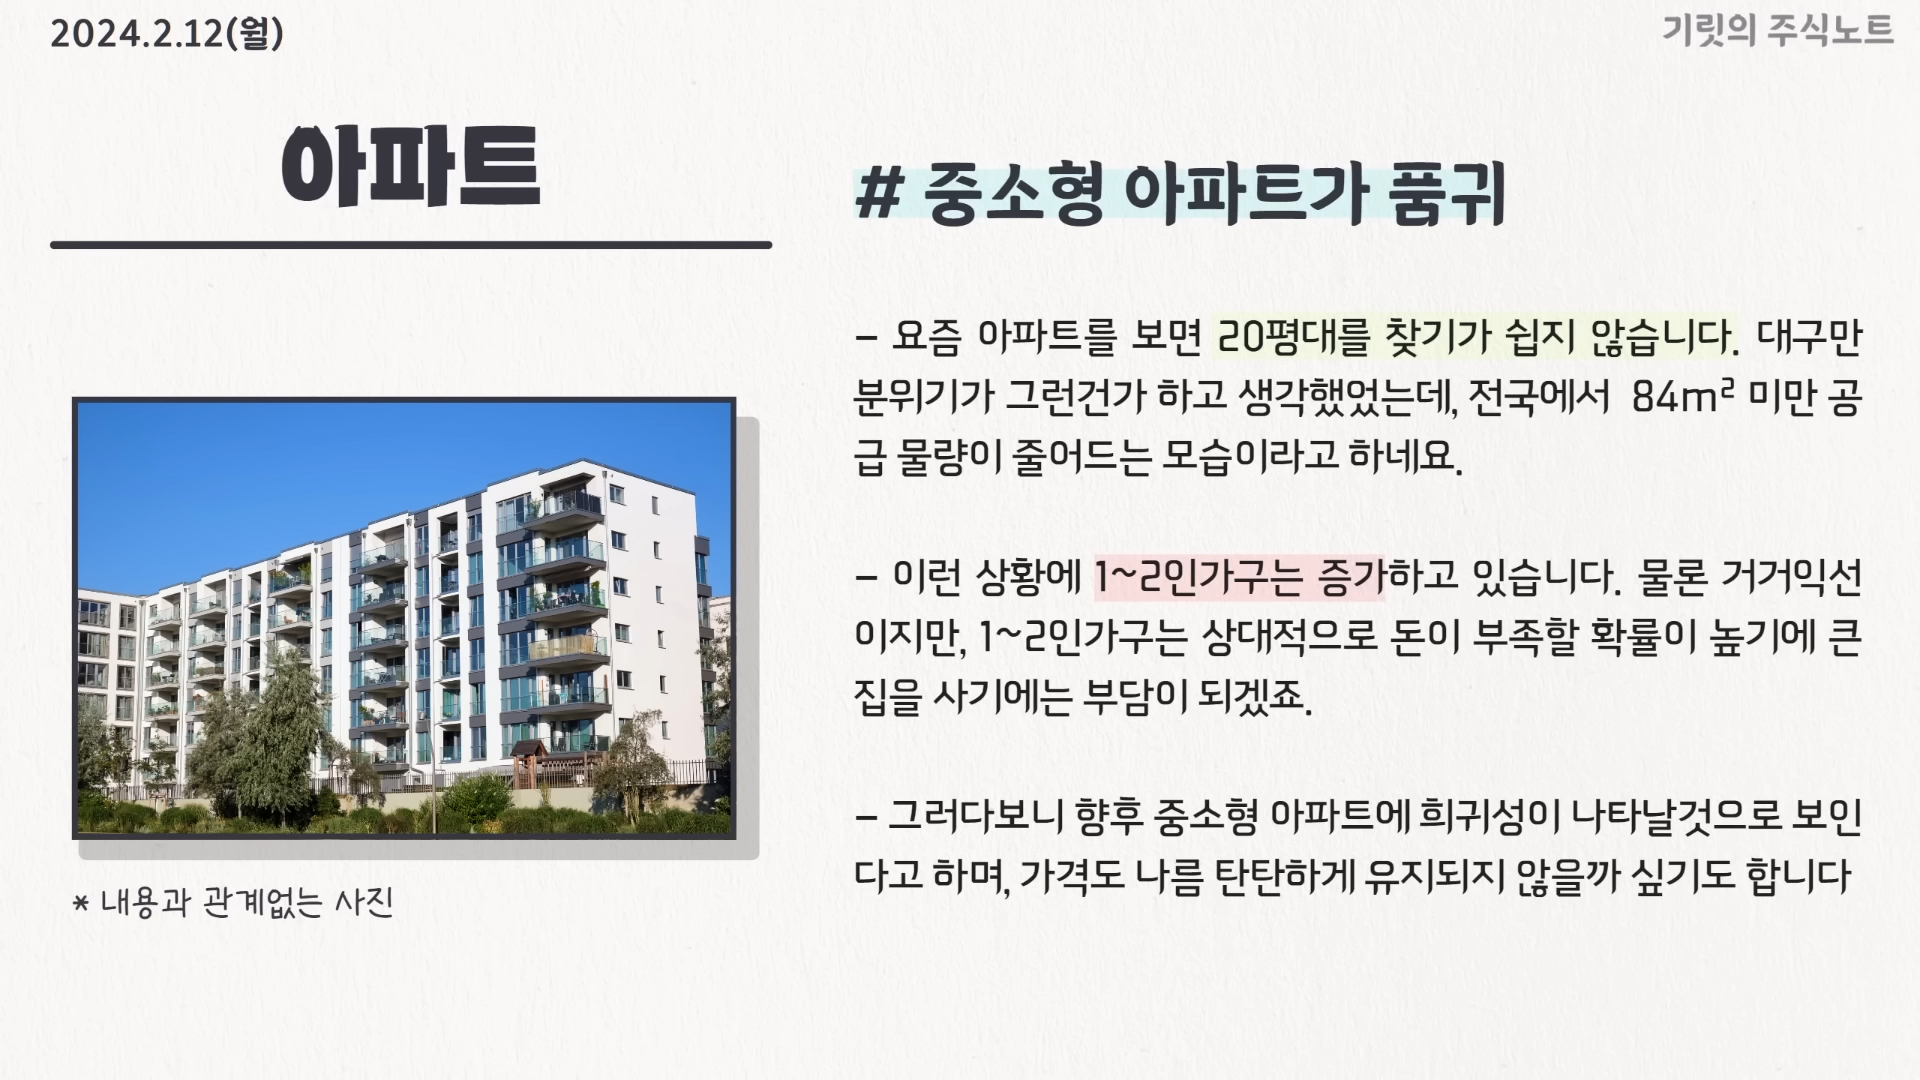 2024.2.12(월)
기릿의 주식노트
아파트
# 중소형 아파트가 품귀
- 요즘 아파트를 보면 20평대를 찾기가 쉽지 않습니다. 대구만
분위기가 그런건가 하고 생각했었는데, 전국에서 84m² 미만 공
급 물량이 줄어드는 모습이라고 하네요.
- 이런 상황에 1~2인가구는 증가하고 있습니다. 물론 거거익선
이지만, 1~2인가구는 상대적으로 돈이 부족할 확률이 높기에 큰
집을 사기에는 부담이 되겠죠.
- 그러다보니 향후 중소형 아파트에 희귀성이 나타날것으로 보인
다고 하며, 가격도 나름 탄탄하게 유지되지 않을까 싶기도 합니다
* 내용과 관계없는 사진